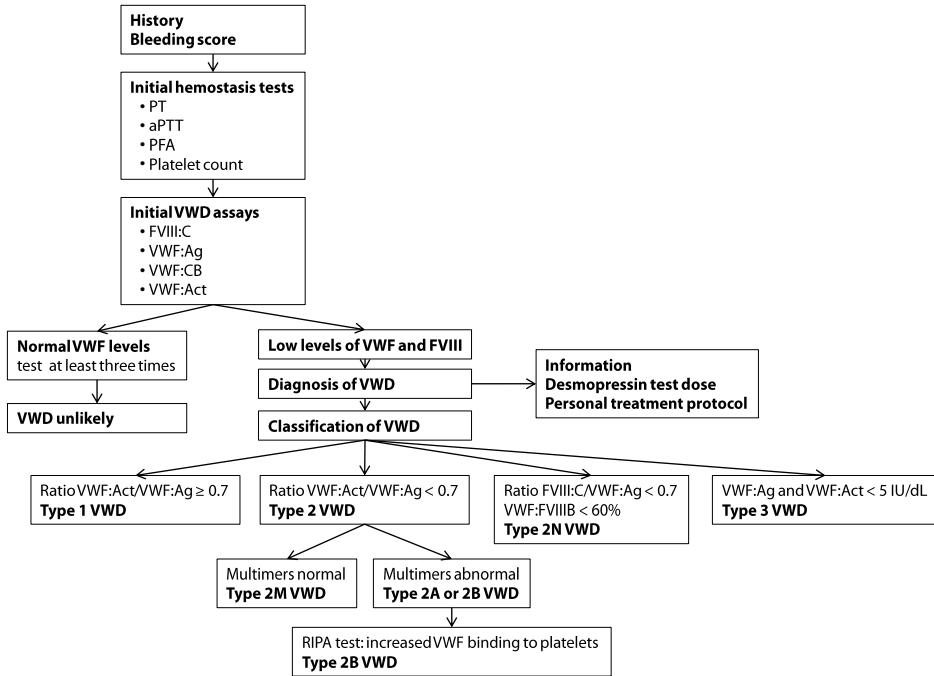 History
Bleeding score
Initial hemostasis tests
• PT
• aPTT
• PFA
• Platelet count
Initial VWD assays
• FVIII:C
• VWF:Ag
• VWF:CB
• VWF:Act
Normal VWF levels
test at least three times
VWD unlikely
Low levels of VWF and FVIII
Diagnosis of VWD
Classification of VWD
Information
Desmopressin test dose
Personal treatment protocol
Ratio VWF:Act/VWF:Ag ≥ 0.7
Type 1 VWD
Ratio VWF:Act/VWF:Ag < 0.7
Type 2 VWD
Ratio FVIII:C/VWF:Ag < 0.7
VWF:FVIIIB < 60%
Type 2N VWD
VWF:Ag and VWF:Act < 5 IU/dL
Type 3 VWD
Multimers normal
Type 2M VWD
Multimers abnormal
Type 2A or 2B VWD
RIPA test: increased VWF binding to platelets
Type 2B VWD